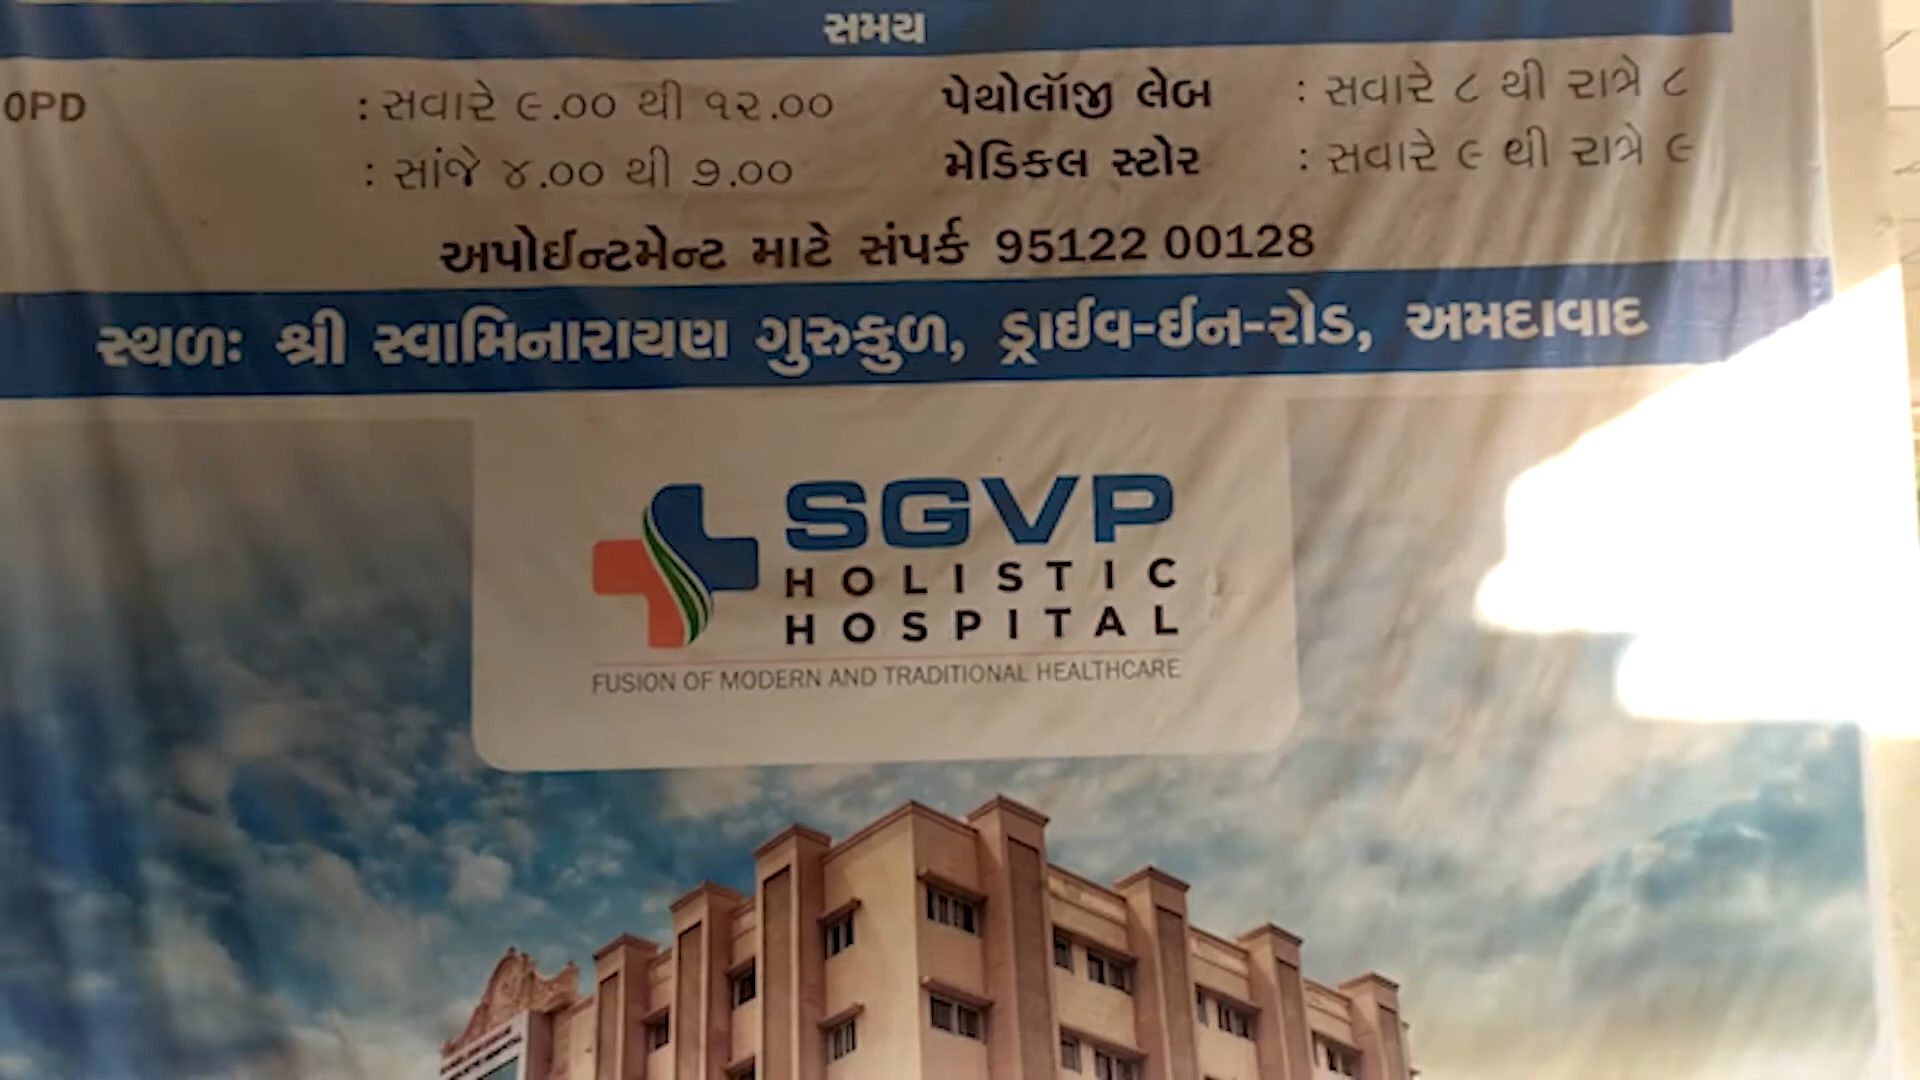 સમય
OPD : સવારે ૯.૦૦ થી ૧૨.૦૦ પેથોલૉજી લેબ : સવારે ૮ થી રાત્રે ૮
: સાંજે ૪.૦૦ થી ૭.૦૦ મેડિકલ સ્ટોર : સવારે ૯ થી રાત્રે ૯
અપોઈન્ટમેન્ટ માટે સંપર્ક 95122 00128
સ્થળઃ શ્રી સ્વામિનારાયણ ગુરુકુળ, ડ્રાઈવ-ઈન-રોડ, અમદાવાદ
SGVP
HOLISTIC
HOSPITAL
FUSION OF MODERN AND TRADITIONAL HEALTHCARE